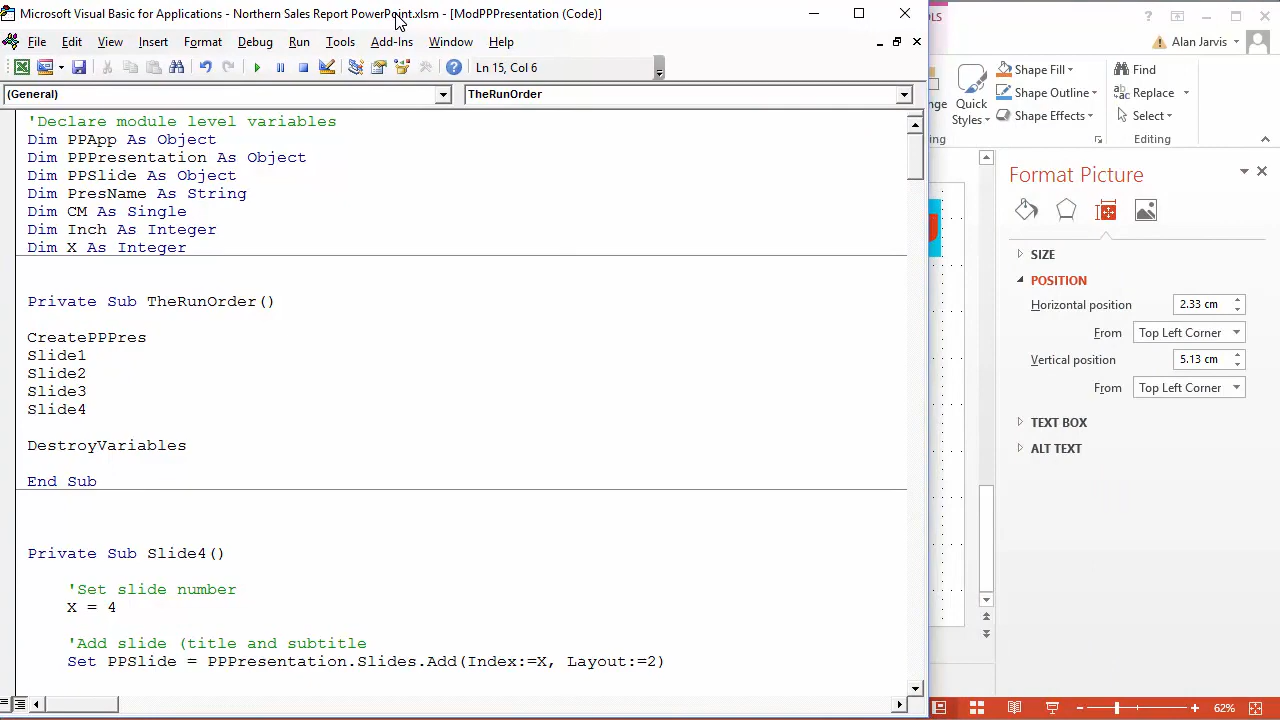 Microsoft Visual Basic for Applications - Northern Sales Report PowerPoint.xlsm - [ModPPPresentation (Code)]
File Edit View Insert Format Debug Run Tools Add-Ins Window Help
Ln 15, Col 6
(General) TheRunOrder
'Declare module level variables
Dim PPApp As Object
Dim PPPresentation As Object
Dim PPSlide As Object
Dim PresName As String
Dim CM As Single
Dim Inch As Integer
Dim X As Integer
Private Sub TheRunOrder()
CreatePPPres
Slide1
Slide2
Slide3
Slide4
DestroyVariables
End Sub
Private Sub Slide4()
'Set slide number
X = 4
'Add slide (title and subtitle
Set PPSlide = PPPresentation.Slides.Add(Index:=X, Layout:=2)
Alan Jarvis
Quick
Styles
Shape Fill
Shape Outline
Shape Effects
Find
Replace
Select
Editing
Format Picture
SIZE
POSITION
Horizontal position 2.33 cm
From Top Left Corner
Vertical position 5.13 cm
From Top Left Corner
TEXT BOX
ALT TEXT
62%